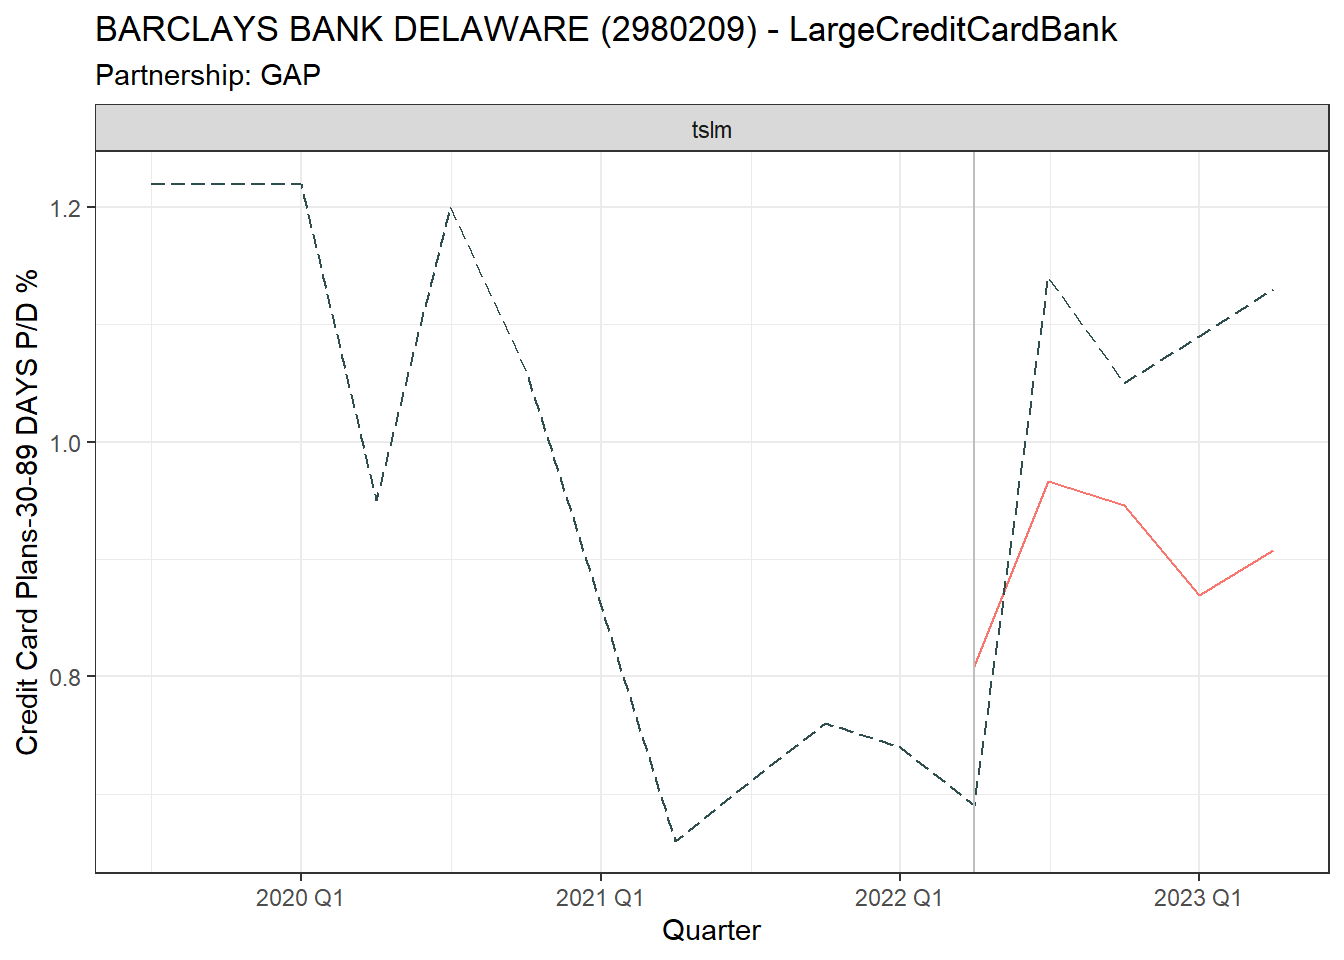 BARCLAYS BANK DELAWARE (2980209) - LargeCreditCardBank
Partnership: GAP
tslm
Credit Card Plans-30-89 DAYS P/D %
1.2
1.0
0.8
2020 Q1
2021 Q1
2022 Q1
2023 Q1
Quarter